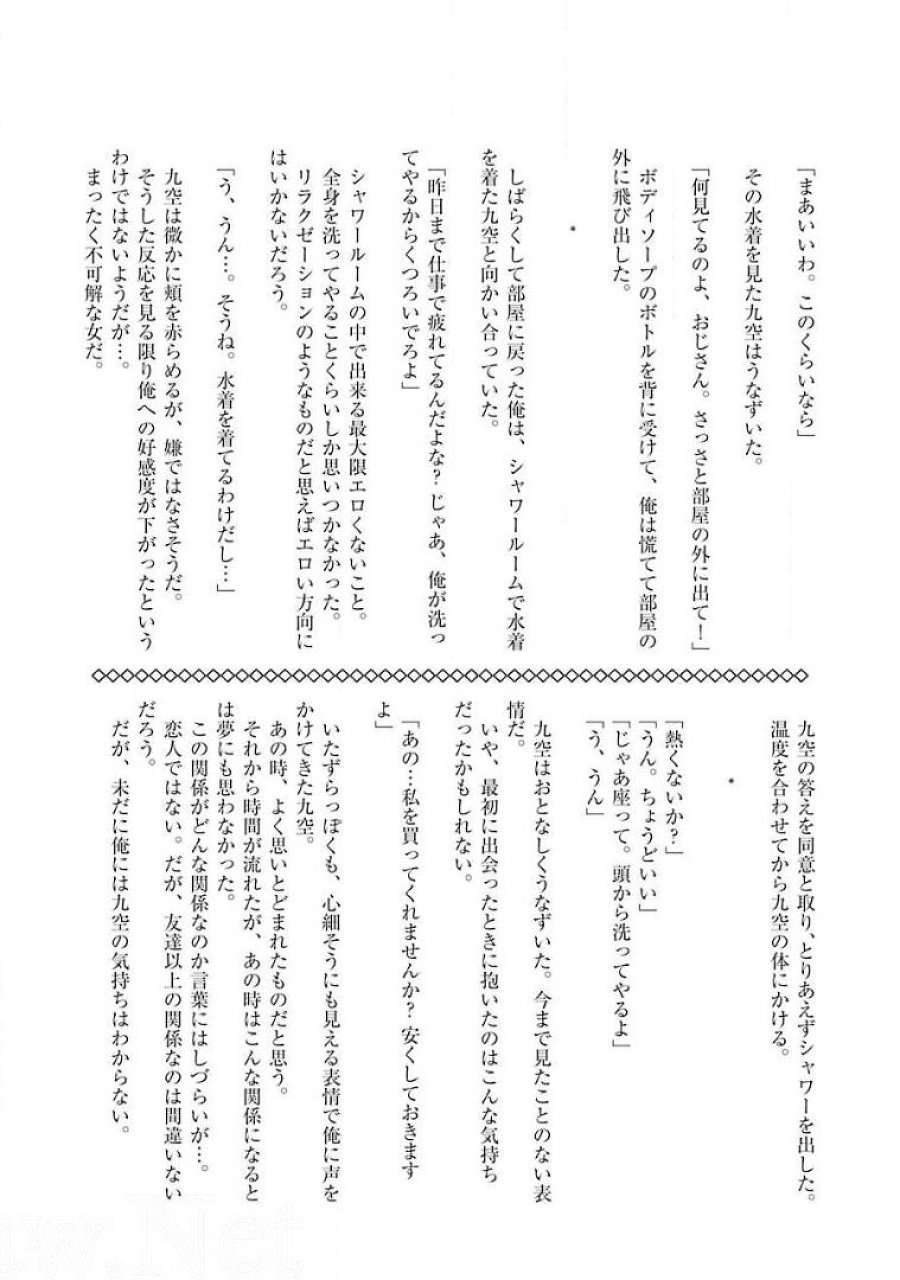 「まあいいわ。このくらいなら」
その水着を見た九空はうなずいた。
「何見てるのよ、おじさん。さっさと部屋の外に出て！」
ボディソープのボトルを背に受けて、俺は慌てて部屋の
外に飛び出した。
*
しばらくして部屋に戻った俺は、シャワールームで水着
を着た九空と向かい合っていた。
「昨日まで仕事で疲れてるんだよな？じゃあ、俺が洗っ
てやるからくつろいでろよ」
シャワールームの中で出来る最大限エロくないこと。
全身を洗ってやることくらいしか思いつかなかった。
リラクゼーションのようなものだと思えばエロい方向に
はいかないだろう。
「う、うん…。そうね。水着を着てるわけだし…」
九空は微かに頬を赤らめるが、嫌ではなさそうだ。
そうした反応を見る限り俺への好感度が下がったという
わけではないようだが…。
まったく不可解な女だ。
九空の答えを同意と取り、とりあえずシャワーを出した。
温度を合わせてから九空の体にかける。
*
「熱くないか？」
「うん。ちょうどいい」
「じゃあ座って。頭から洗ってやるよ」
「う、うん」
九空はおとなしくうなずいた。今まで見たことのない表
情だ。
いや、最初に出会ったときに抱いたのはこんな気持ち
だったかもしれない。
「あの…私を買ってくれませんか？安くしておきます
よ」
いたずらっぽくも、心細そうにも見える表情で俺に声を
かけてきた九空。
あの時、よく思いとどまれたものだと思う。
それから時間が流れたが、あの時はこんな関係になると
は夢にも思わなかった。
この関係がどんな関係なのか言葉にはしづらいが…。
恋人ではない。だが、友達以上の関係なのは間違いない
だろう。
だが、未だに俺には九空の気持ちはわからない。